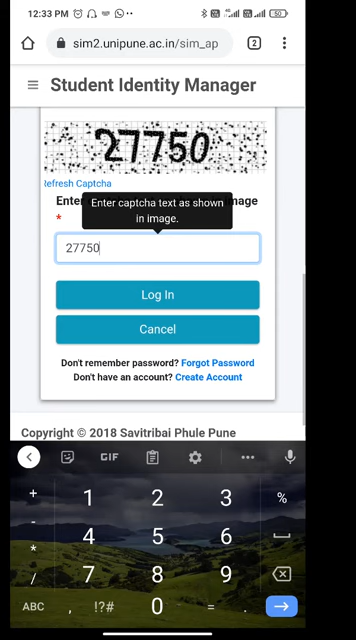 12:33 PM
50
sim2.unipune.ac.in/sim_ap
2
Student Identity Manager
27750
Refresh Captcha
Enter captcha text as shown
in image.
*
27750
Log In
Cancel
Don't remember password? Forgot Password
Don't have an account? Create Account
Copyright © 2018 Savitribai Phule Pune
GIF
+ 1 2 3 %
- 4 5 6
* 7 8 9
/
ABC , !?# 0 = .